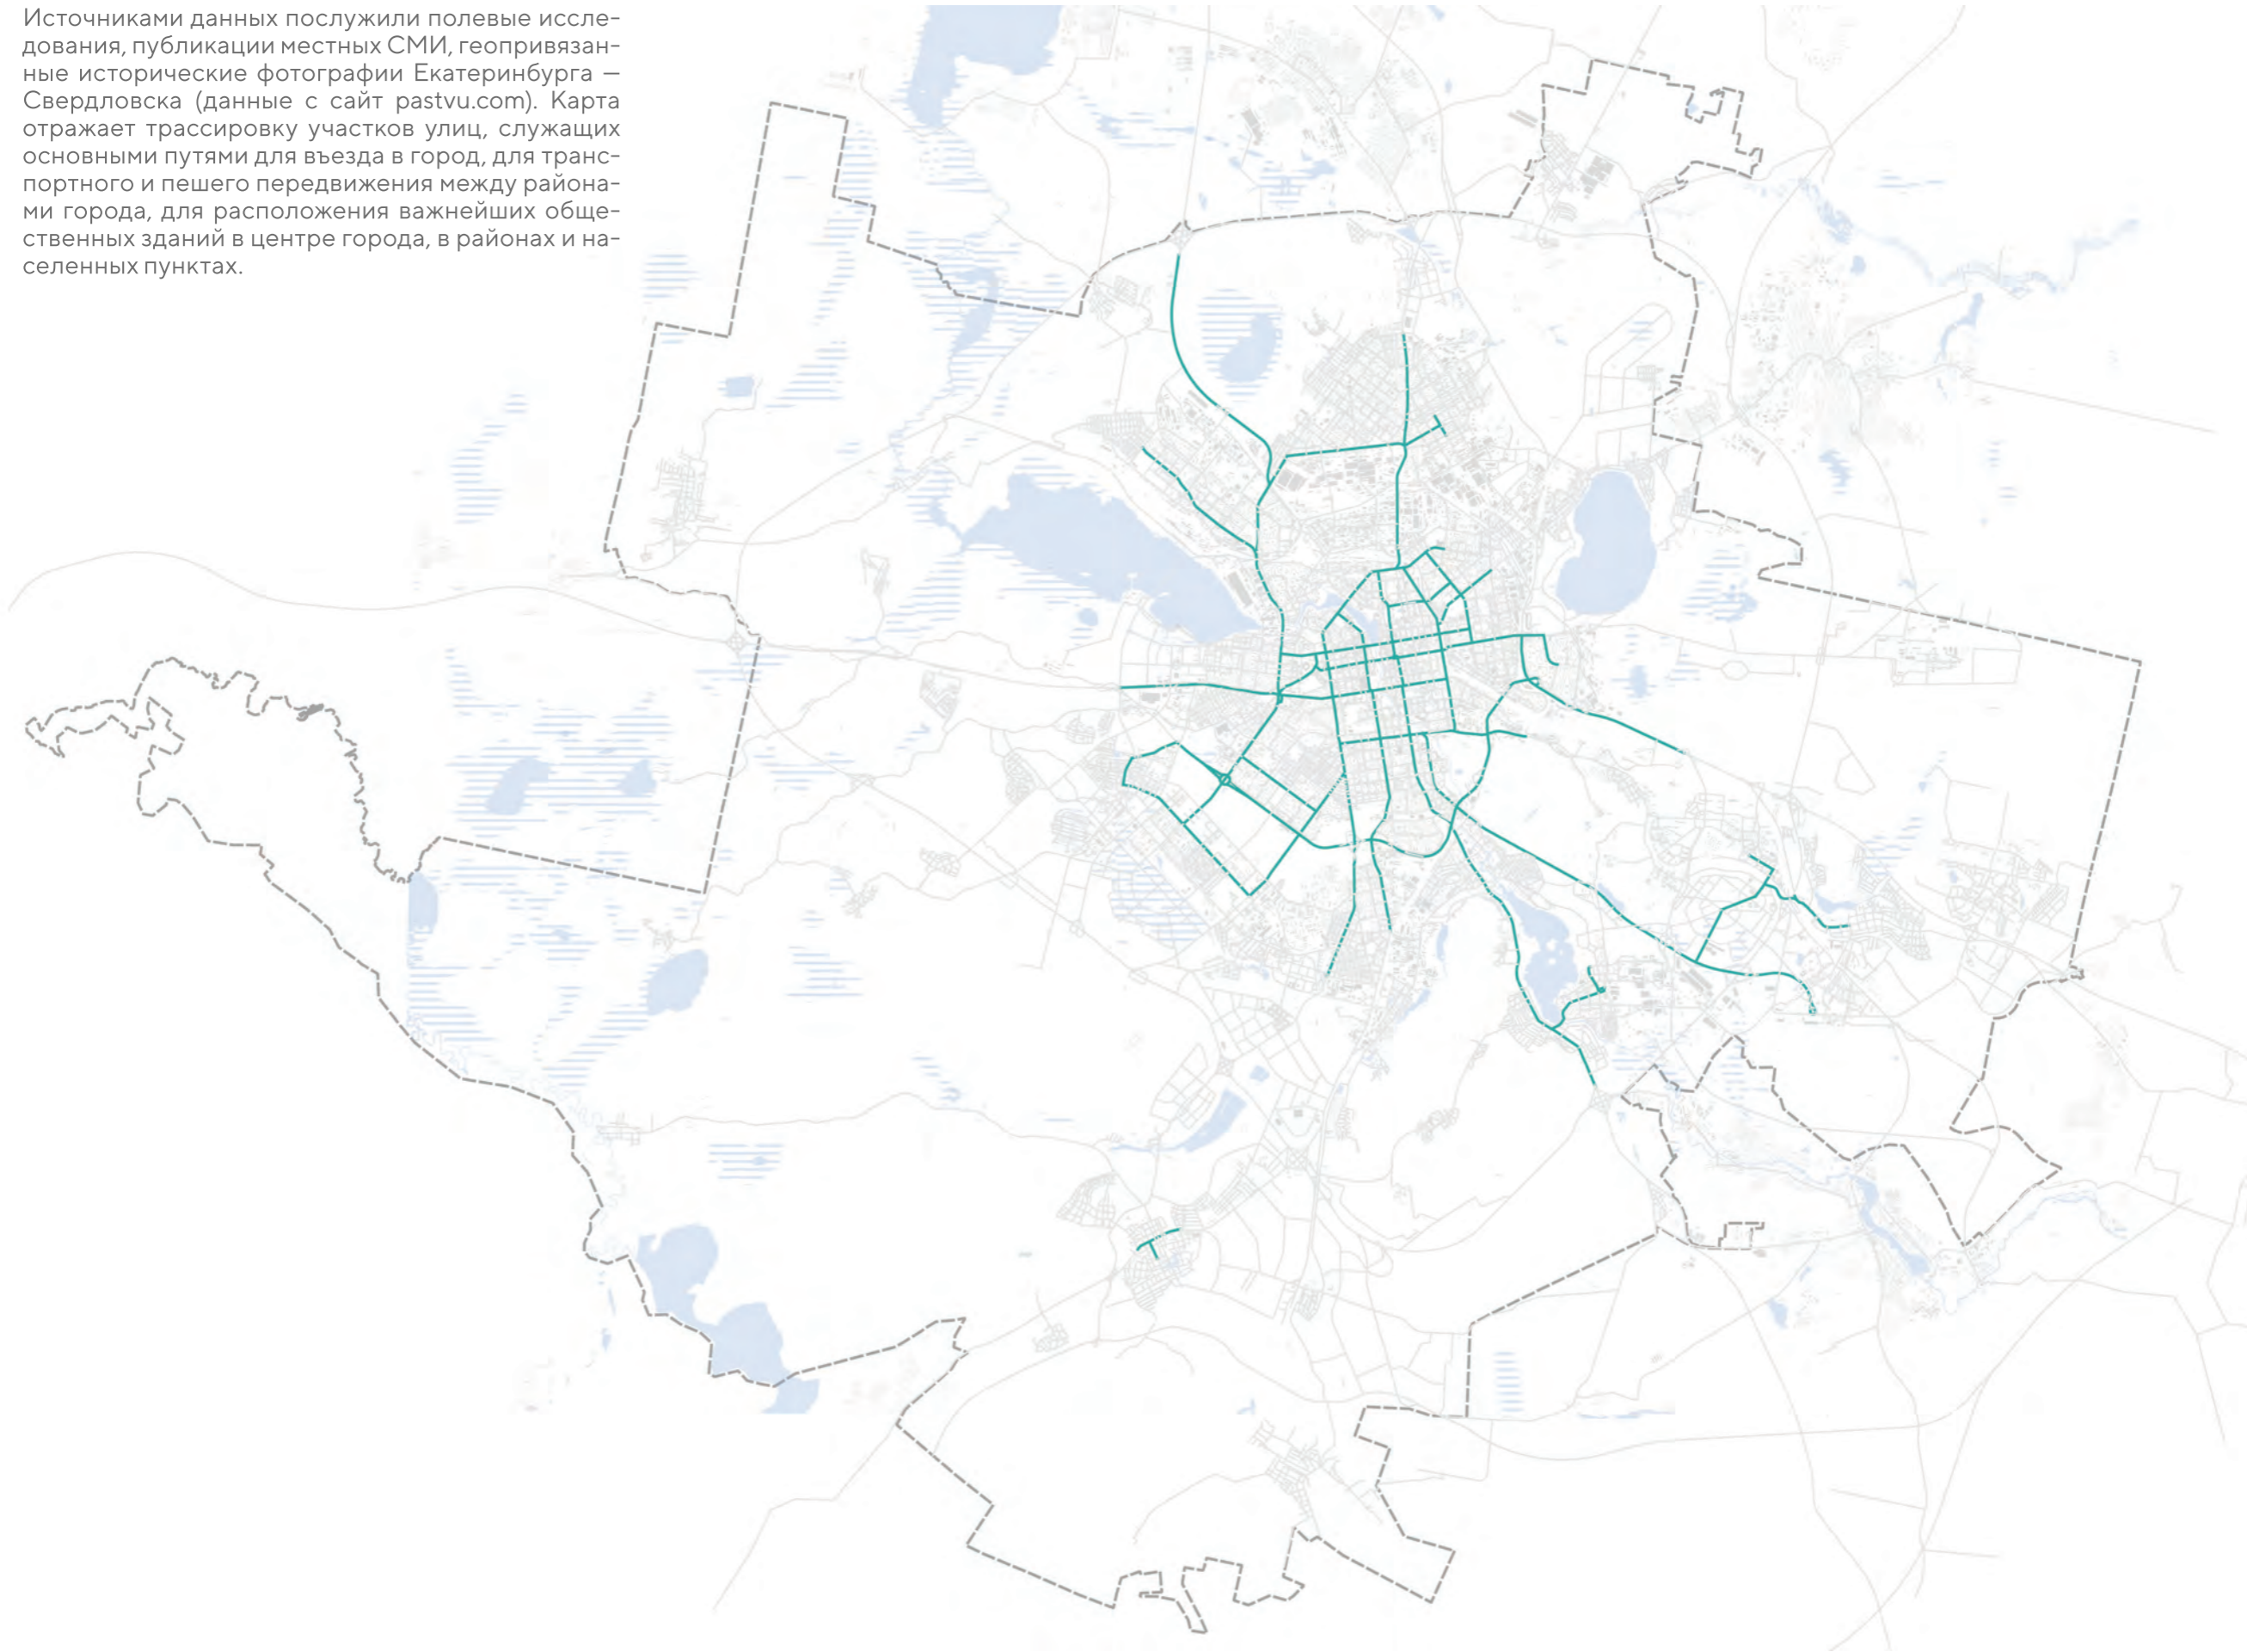 Источниками данных послужили полевые иссле-
дования, публикации местных СМИ, геопривязан-
ные исторические фотографии Екатеринбурга —
Свердловска (данные с сайт pastvu.com). Карта
отражает трассировку участков улиц, служащих
основными путями для въезда в город, для транс-
портного и пешего передвижения между района-
ми города, для расположения важнейших обще-
ственных зданий в центре города, в районах и на-
селенных пунктах.